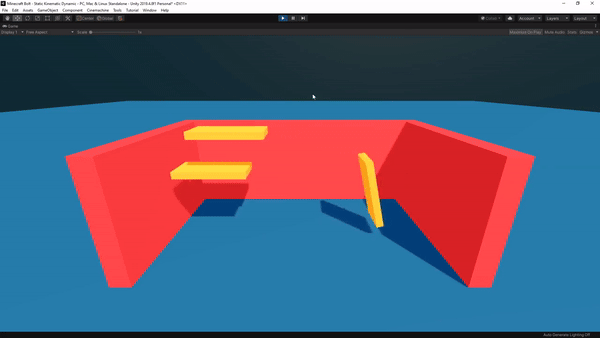 Minecraft Ball - Static Kinematic Dynamic - PC, Mac & Linux Standalone - Unity 2019.4.8f1 Personal* <DX11>
File Edit Assets GameObject Component Cinemachine Tools Tutorial Window Help
Center Global Collab Account Layers Layout
Game
Display 1 Free Aspect Scale 1x Maximize On Play Mute Audio Stats Gizmos
Auto Generate Lighting Off